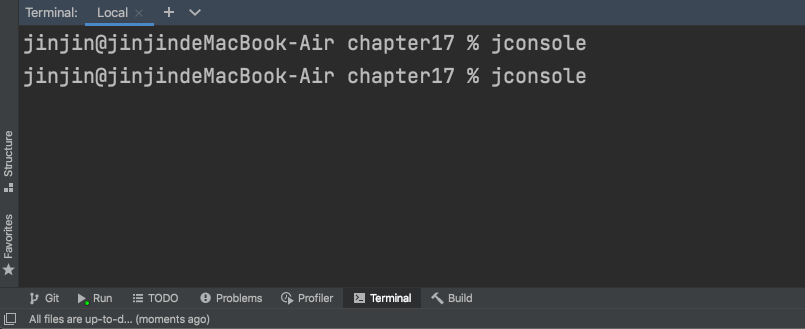 Terminal: Local
jinjin@jinjindeMacBook-Air chapter17 % jconsole
jinjin@jinjindeMacBook-Air chapter17 % jconsole
Structure
Favorites
Git Run TODO Problems Profiler Terminal Build
All files are up-to-d... (moments ago)